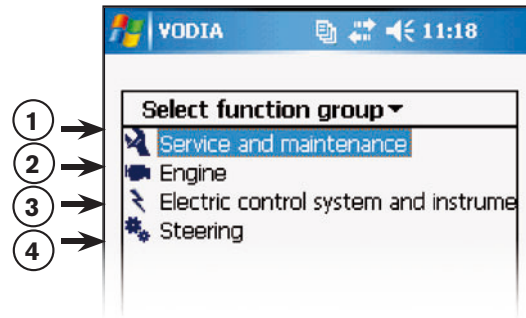 VODIA 11:18
Select function group
1
Service and maintenance
2
Engine
3
Electric control system and instrume
4
Steering